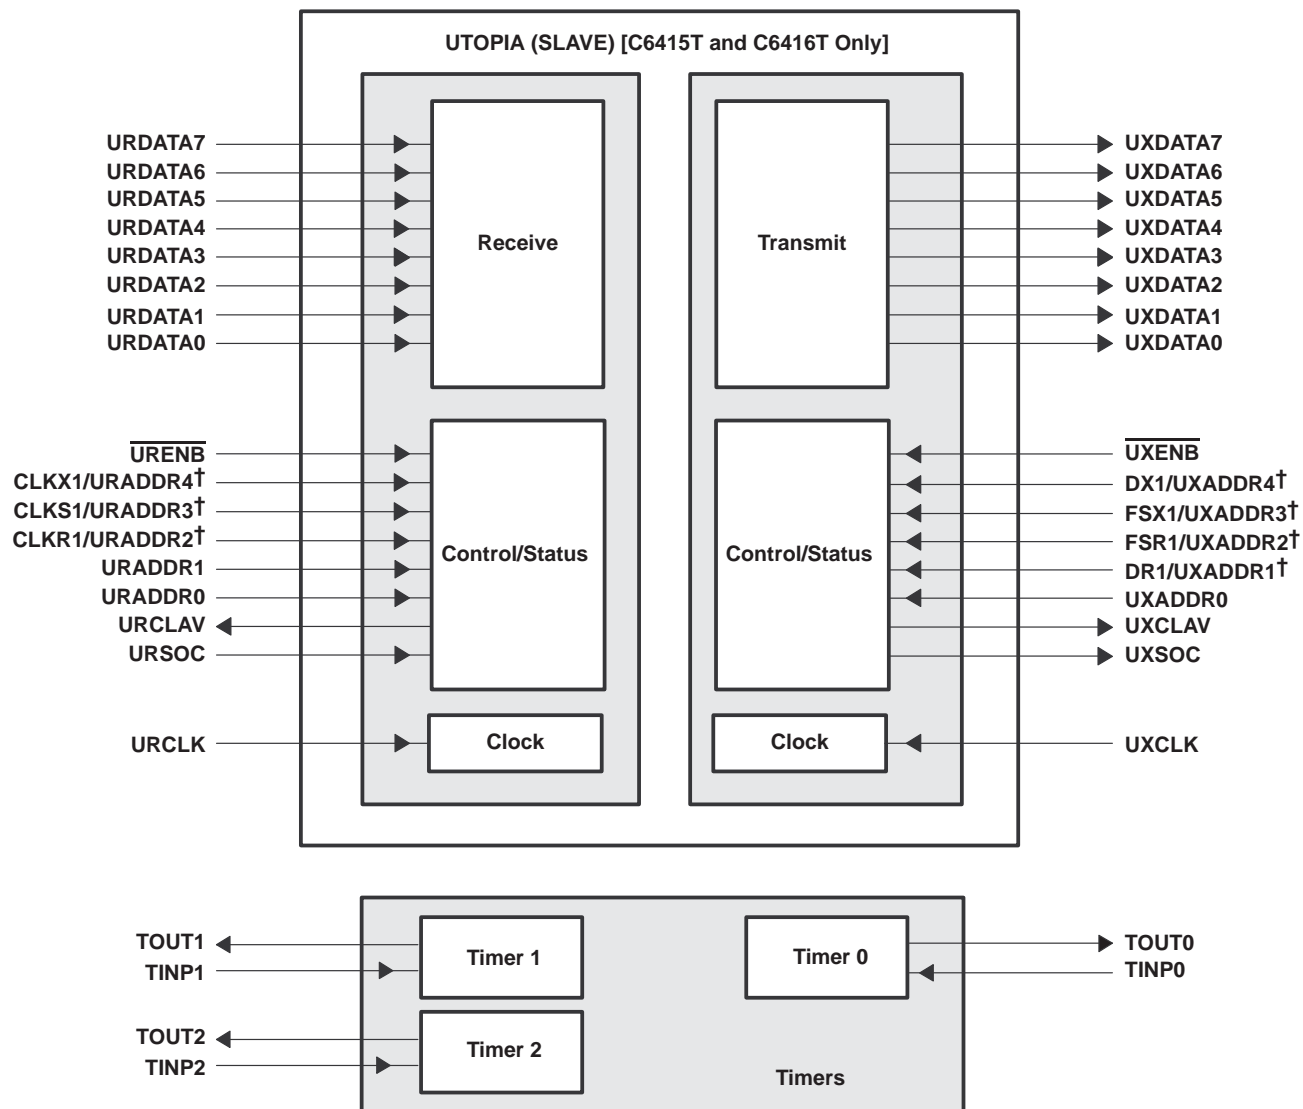 UTOPIA (SLAVE) [C6415T and C6416T Only]
URDATA7
URDATA6
URDATA5
URDATA4
URDATA3
URDATA2
URDATA1
URDATA0
Receive
Transmit
UXDATA7
UXDATA6
UXDATA5
UXDATA4
UXDATA3
UXDATA2
UXDATA1
UXDATA0
URENB
CLKX1/URADDR4†
CLKS1/URADDR3†
CLKR1/URADDR2†
URADDR1
URADDR0
URCLAV
URSOC
Control/Status
Control/Status
UXENB
DX1/UXADDR4†
FSX1/UXADDR3†
FSR1/UXADDR2†
DR1/UXADDR1†
UXADDR0
UXCLAV
UXSOC
URCLK
Clock
Clock
UXCLK
TOUT1
TINP1
Timer 1
Timer 0
TOUT0
TINP0
TOUT2
TINP2
Timer 2
Timers